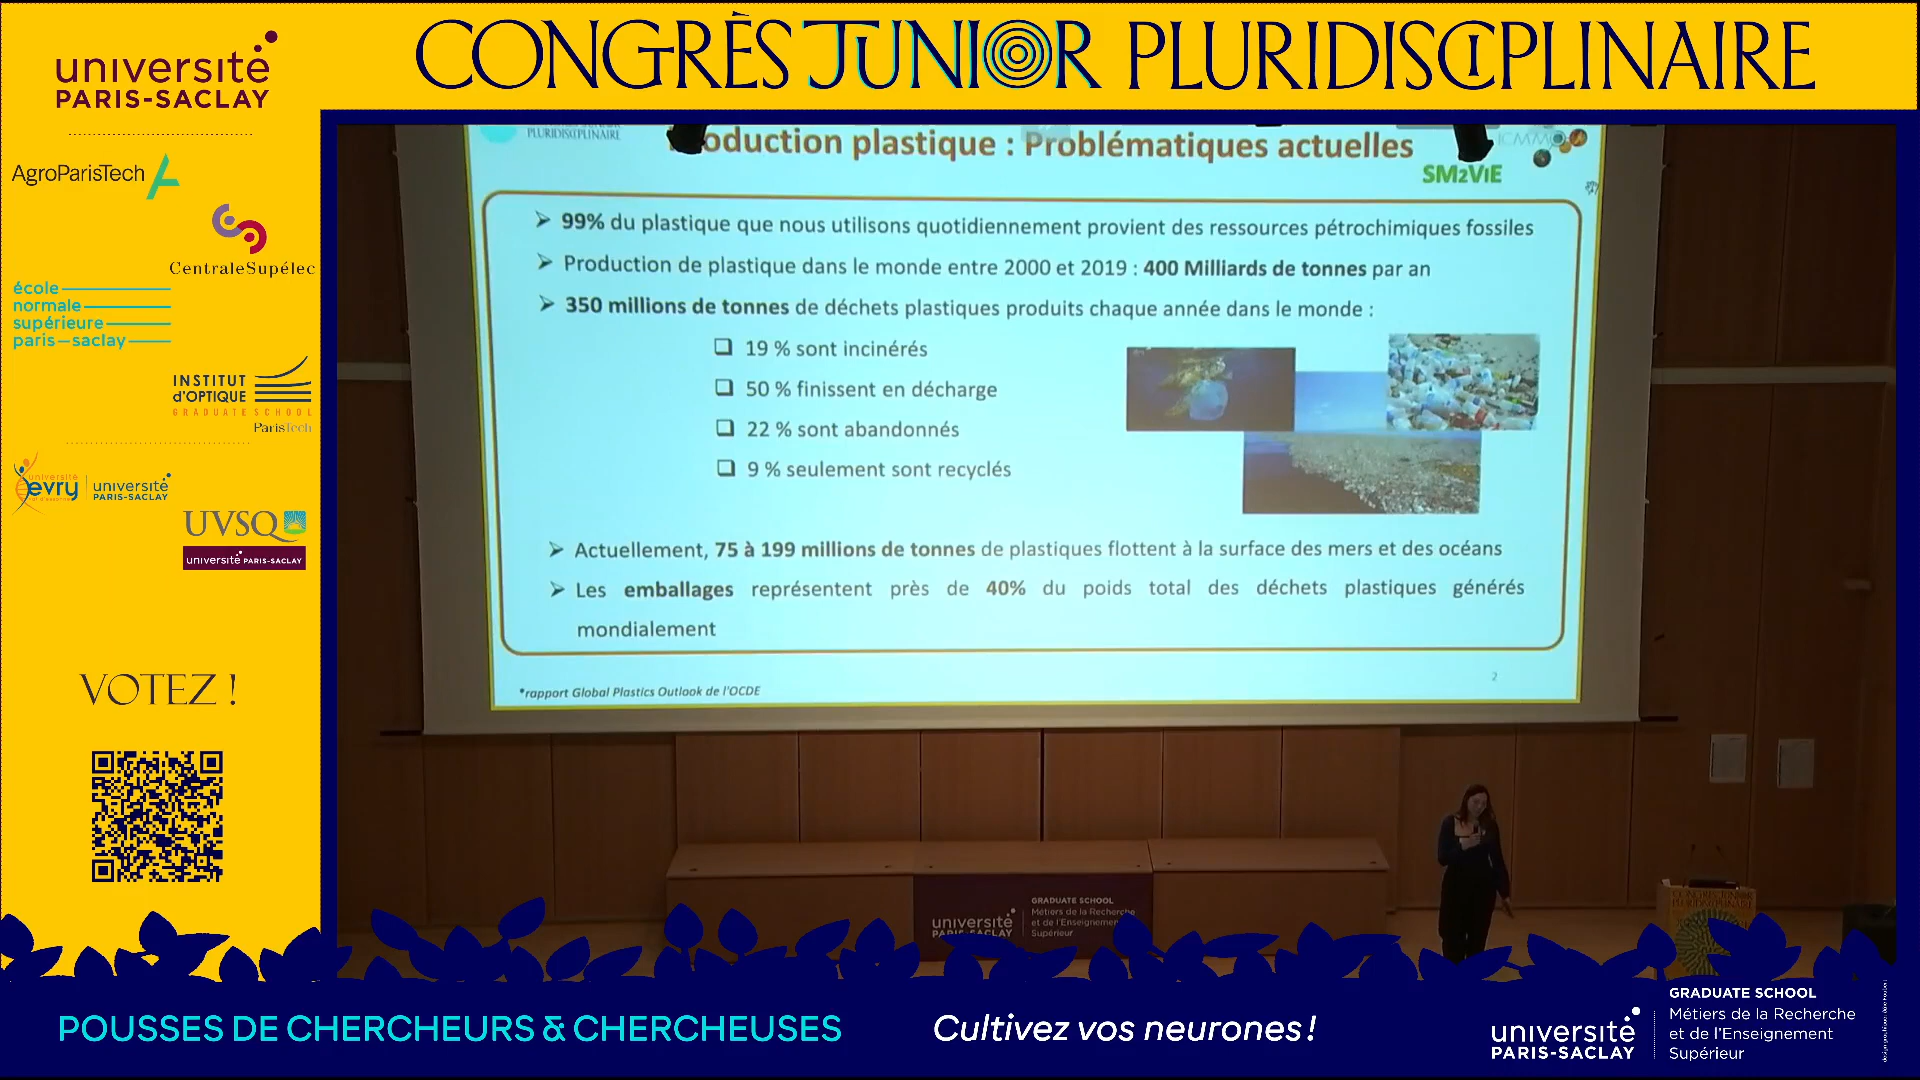 université
PARIS-SACLAY
CONGRÈS JUNIOR PLURIDISCIPLINAIRE
AgroParisTech
CentraleSupélec
école
normale
supérieure
paris-saclay
INSTITUT
d'OPTIQUE
GRADUATE SCHOOL
ParisTech
université
evry
université
PARIS-SACLAY
UVSQ
université PARIS-SACLAY
VOTEZ !
PLURIDISCIPLINAIRE
oduction plastique : Problématiques actuelles
ICMMO
SM2ViE
➤ 99% du plastique que nous utilisons quotidiennement provient des ressources pétrochimiques fossiles
➤ Production de plastique dans le monde entre 2000 et 2019 : 400 Milliards de tonnes par an
➤ 350 millions de tonnes de déchets plastiques produits chaque année dans le monde :
❑ 19 % sont incinérés
❑ 50 % finissent en décharge
❑ 22 % sont abandonnés
❑ 9 % seulement sont recyclés
➤ Actuellement, 75 à 199 millions de tonnes de plastiques flottent à la surface des mers et des océans
➤ Les emballages représentent près de 40% du poids total des déchets plastiques générés
mondialement
*rapport Global Plastics Outlook de l'OCDE
2
université
PARIS-SACLAY
GRADUATE SCHOOL
Métiers de la Recherche
et de l'Enseignement
Supérieur
CONGRÈS JUNIOR
PLURIDISCIPLINAIRE
POUSSES DE CHERCHEURS & CHERCHEUSES
Cultivez vos neurones !
université
PARIS-SACLAY
GRADUATE SCHOOL
Métiers de la Recherche
et de l'Enseignement
Supérieur